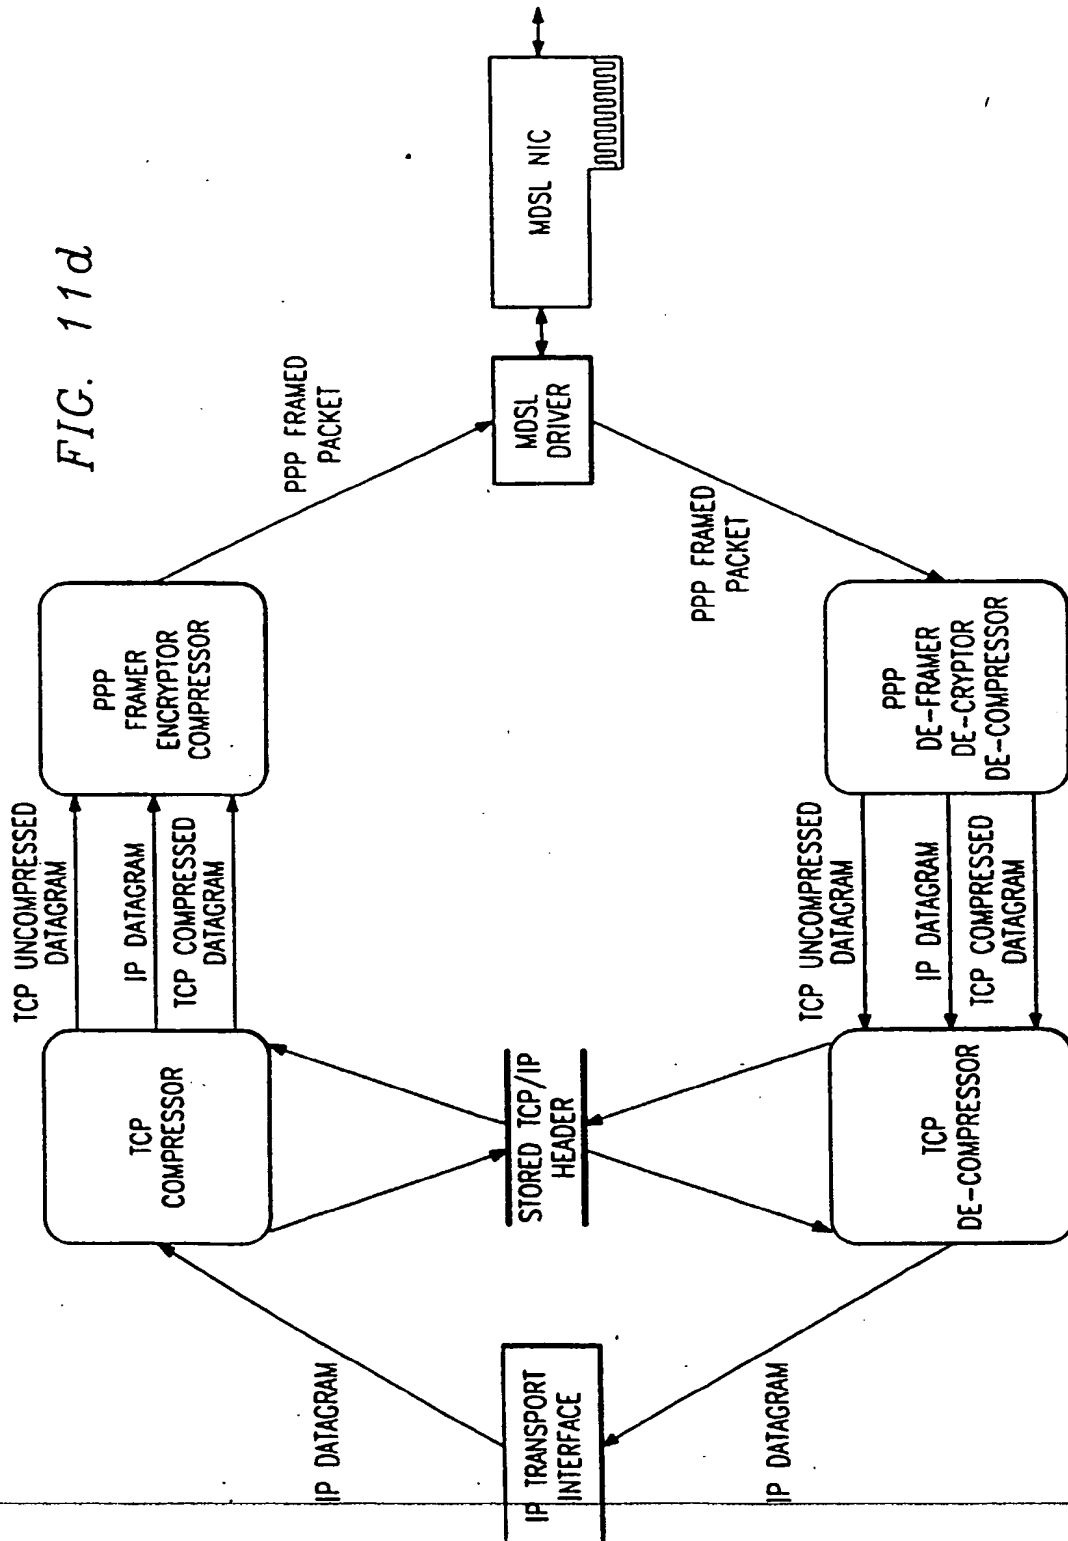 FIG. 11d
IP DATAGRAM
TCP
COMPRESSOR
TCP UNCOMPRESSED
DATAGRAM
IP DATAGRAM
TCP COMPRESSED
DATAGRAM
PPP
FRAMER
ENCRYPTOR
COMPRESSOR
PPP FRAMED
PACKET
IP TRANSPORT
INTERFACE
STORED TCP/IP
HEADER
MDSL
DRIVER
MDSL NIC
IP DATAGRAM
TCP
DE-COMPRESSOR
TCP UNCOMPRESSED
DATAGRAM
IP DATAGRAM
TCP COMPRESSED
DATAGRAM
PPP
DE-FRAMER
DE-CRYPTOR
DE-COMPRESSOR
PPP FRAMED
PACKET